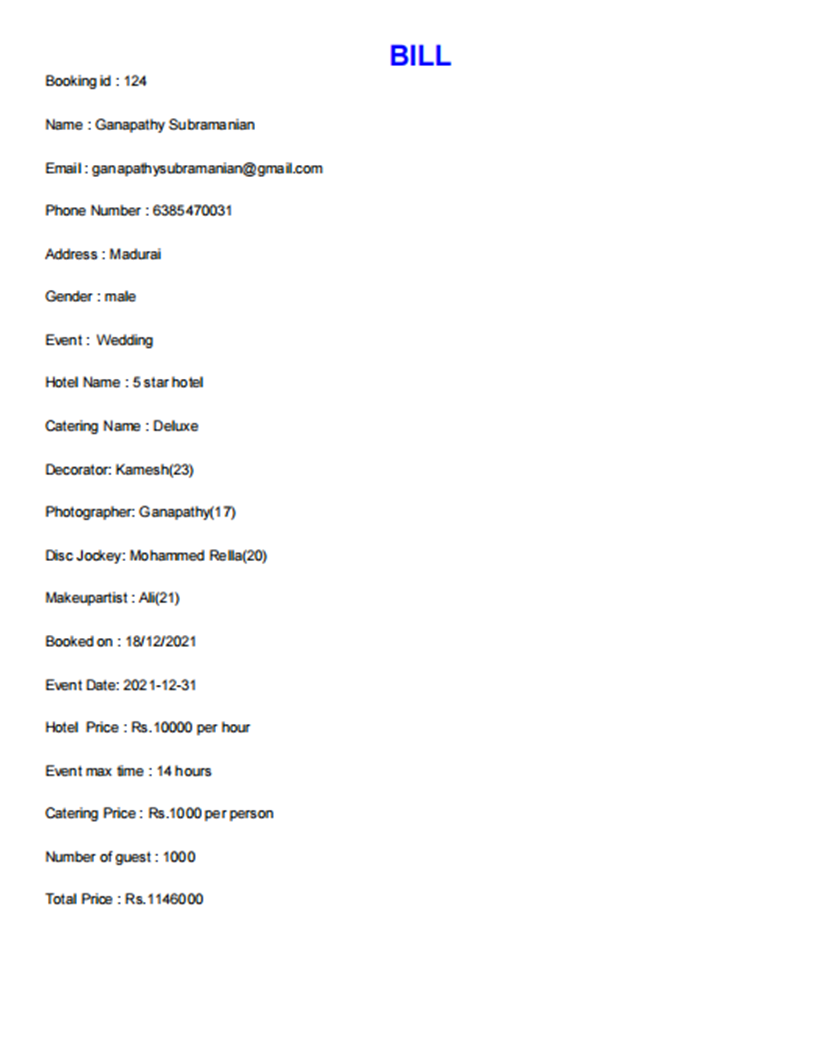 BILL
Booking id : 124
Name : Ganapathy Subramanian
Email : ganapathysubramanian@gmail.com
Phone Number : 6385470031
Address : Madurai
Gender : male
Event :  Wedding
Hotel Name : 5 star hotel
Catering Name : Deluxe
Decorator: Kamesh(23)
Photographer: Ganapathy(17)
Disc Jockey: Mohammed Rella(20)
Makeupartist : Ali(21)
Booked on : 18/12/2021
Event Date: 2021-12-31
Hotel  Price : Rs.10000 per hour
Event max time : 14 hours
Catering Price : Rs.1000 per person
Number of guest : 1000
Total Price : Rs.1146000